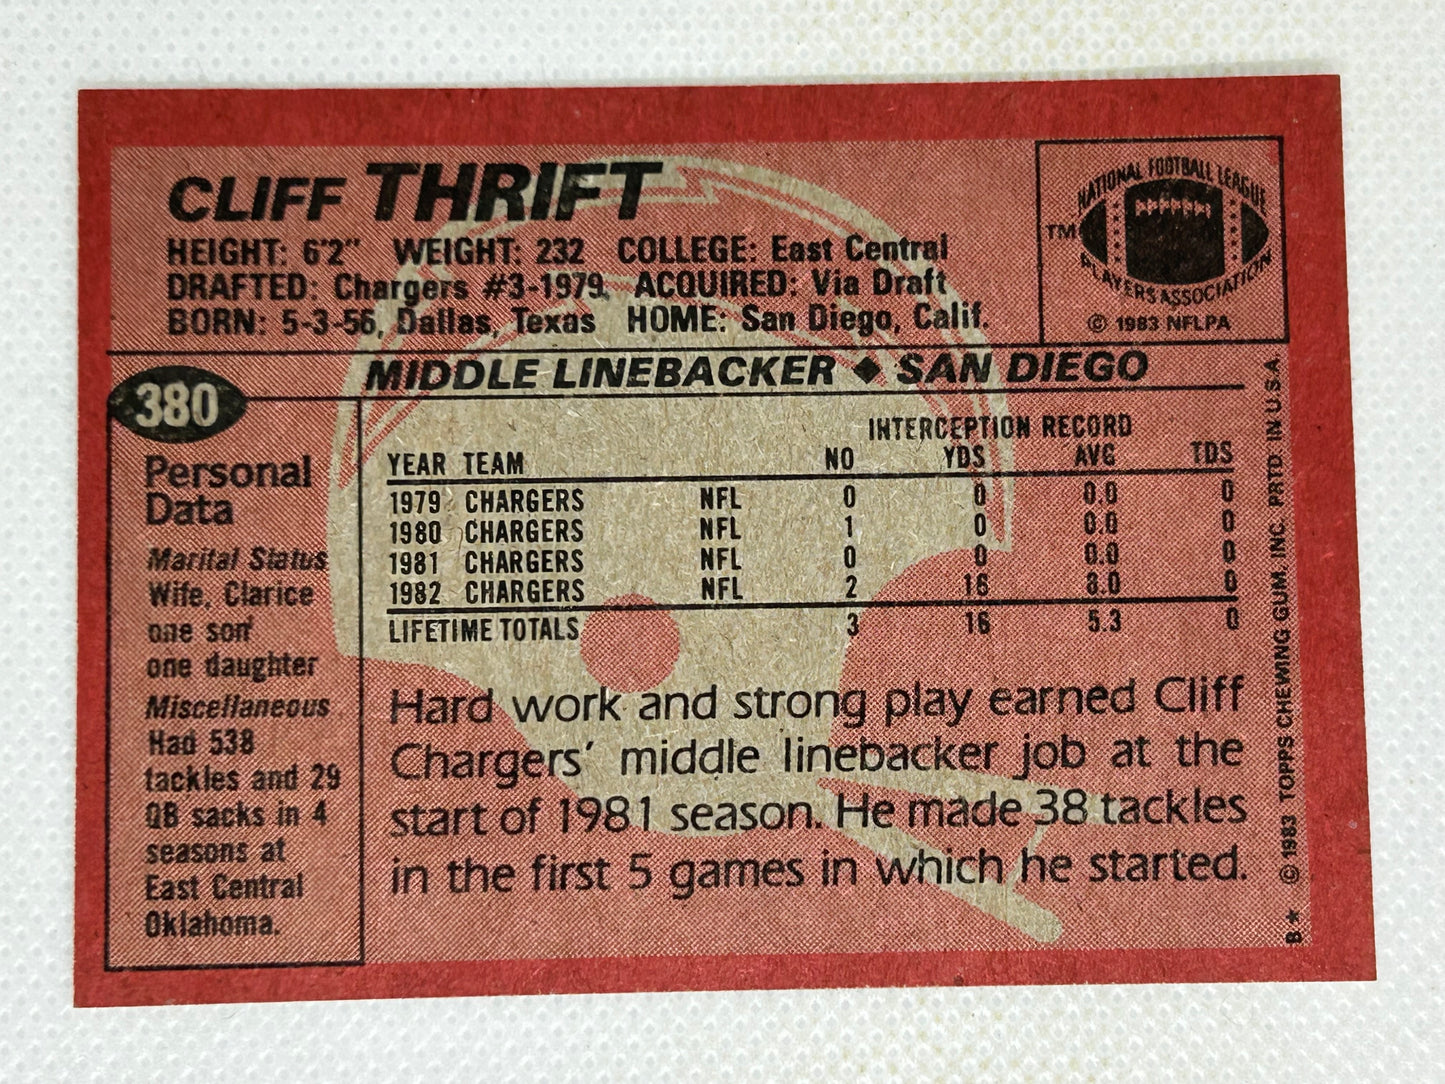 CLIFF THRIFT
HEIGHT: 6'2" WEIGHT: 232 COLLEGE: East Central
DRAFTED: Chargers #3-1979. ACQUIRED: Via Draft
BORN: 5-3-56, Dallas, Texas HOME: San Diego, Calif.
NATIONAL FOOTBALL LEAGUE
TM
PLAYERS ASSOCIATION
© 1983 NFLPA
MIDDLE LINEBACKER ◆ SAN DIEGO
380
Personal
Data
Marital Status
Wife, Clarice
one son
one daughter
Miscellaneous
Had 538
tackles and 29
QB sacks in 4
seasons at
East Central
Oklahoma.
INTERCEPTION RECORD
YEAR TEAM NO YDS AVG TDS
1979 CHARGERS NFL 0 0 0.0 0
1980 CHARGERS NFL 1 0 0.0 0
1981 CHARGERS NFL 0 0 0.0 0
1982 CHARGERS NFL 2 16 8.0 0
LIFETIME TOTALS 3 16 5.3 0
Hard work and strong play earned Cliff
Chargers' middle linebacker job at the
start of 1981 season. He made 38 tackles
in the first 5 games in which he started.
B★ © 1983 TOPPS CHEWING GUM, INC. PRTD IN U.S.A.